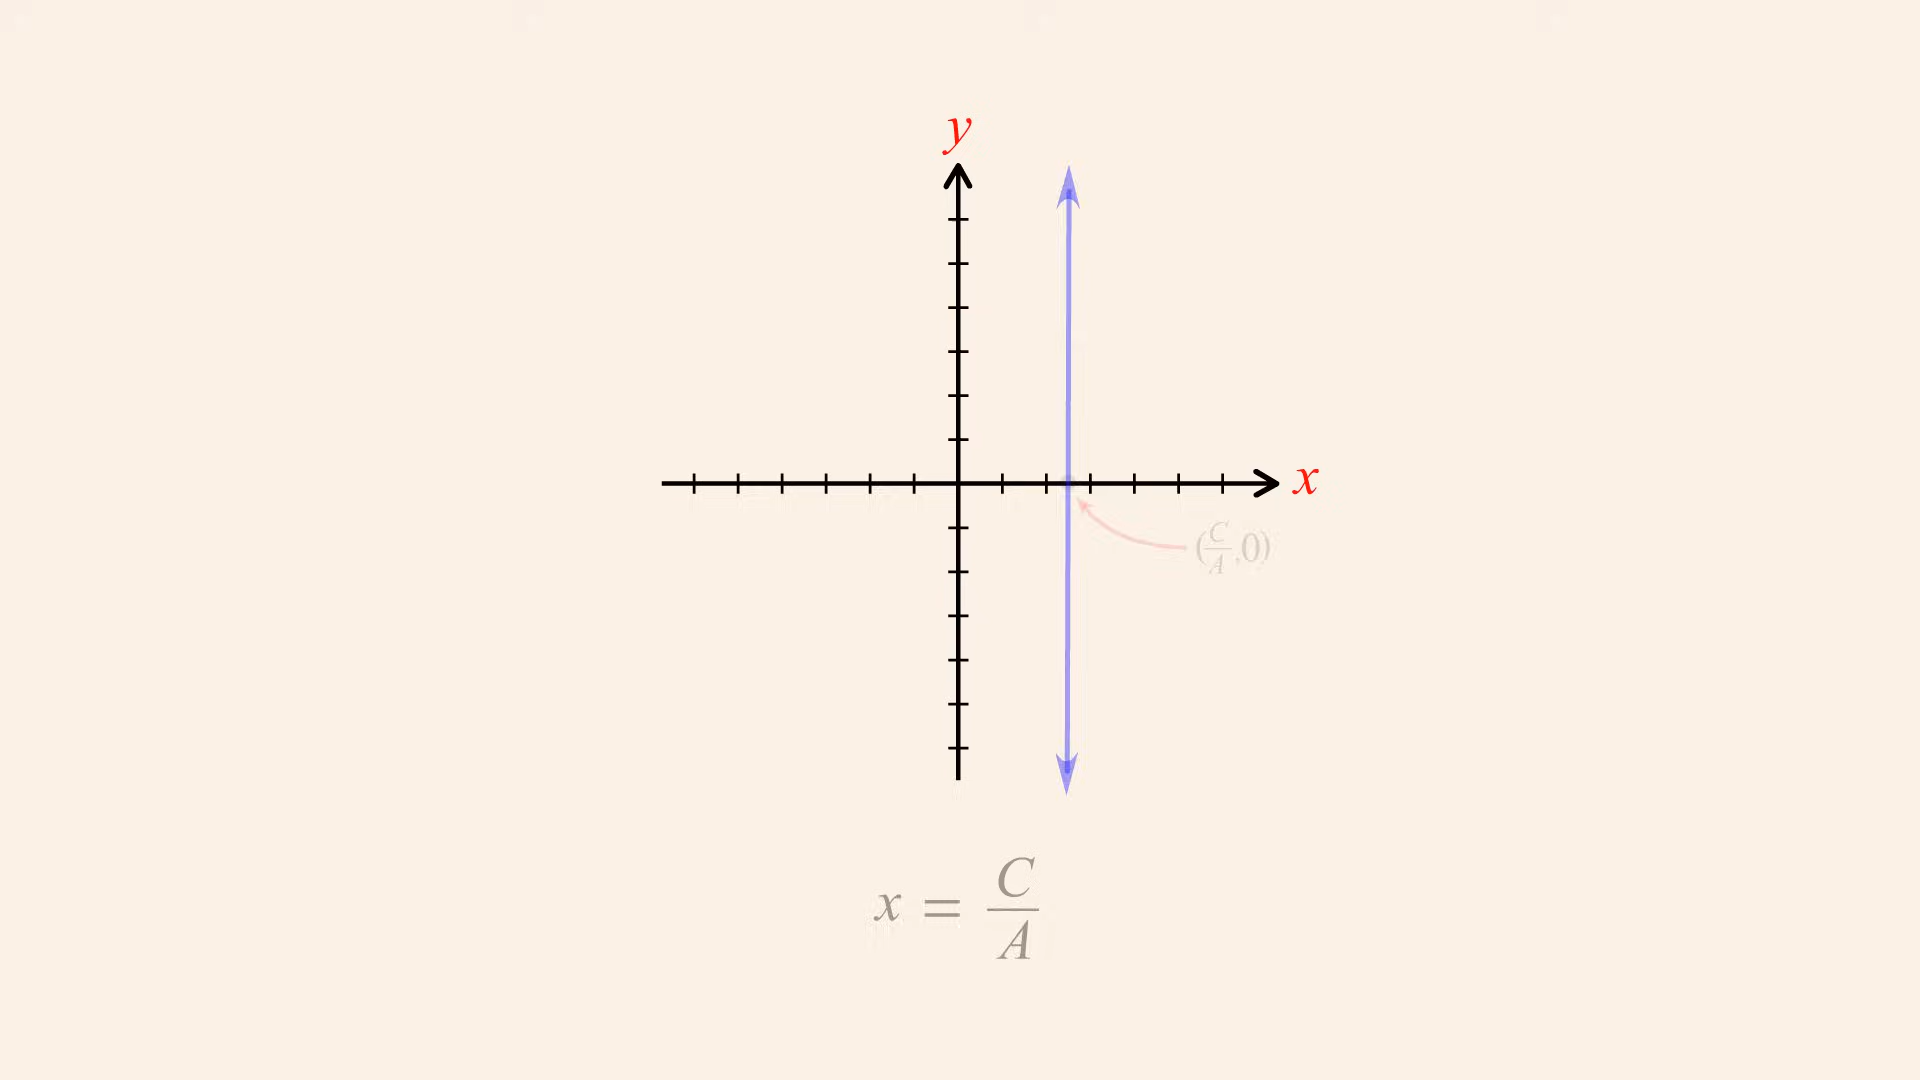 y
x
(C/A,0)
x = C/A